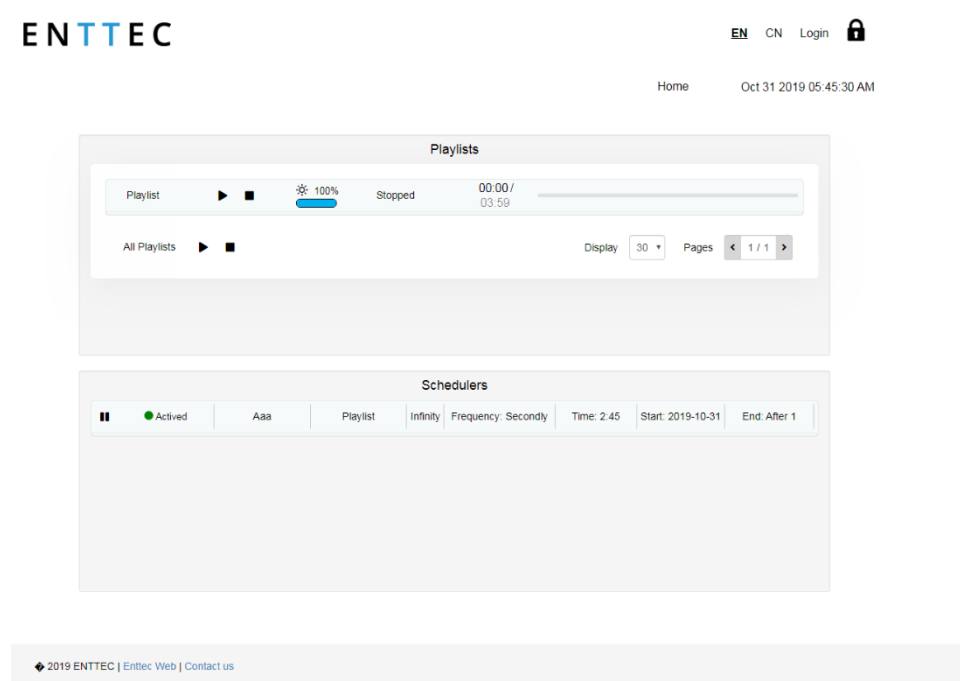 ENTTEC
EN CN Login
Home Oct 31 2019 05:45:30 AM
Playlists
Playlist 100% Stopped 00:00 / 03:59
All Playlists Display 30 Pages 1 / 1
Schedulers
Actived Aaa Playlist Infinity Frequency: Secondly Time: 2:45 Start: 2019-10-31 End: After 1
� 2019 ENTTEC | Enttec Web | Contact us